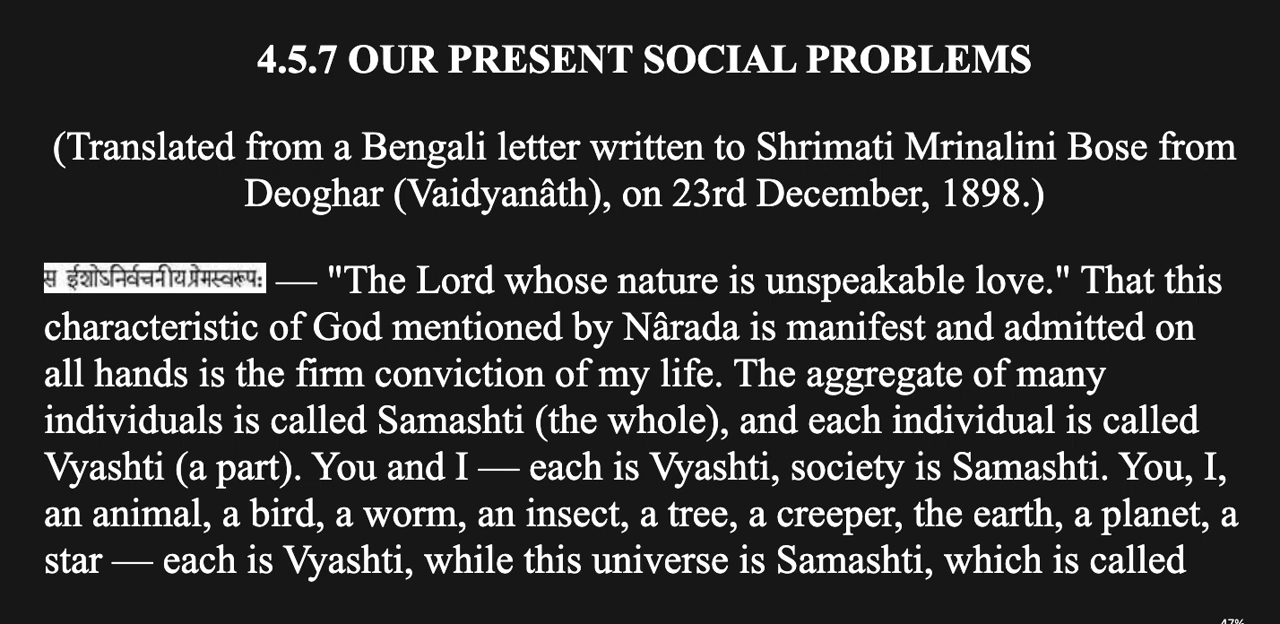 4.5.7 OUR PRESENT SOCIAL PROBLEMS
(Translated from a Bengali letter written to Shrimati Mrinalini Bose from
Deoghar (Vaidyanâth), on 23rd December, 1898.)
स ईशोऽनिर्वचनीयप्रेमस्वरूपः — "The Lord whose nature is unspeakable love." That this
characteristic of God mentioned by Nârada is manifest and admitted on
all hands is the firm conviction of my life. The aggregate of many
individuals is called Samashti (the whole), and each individual is called
Vyashti (a part). You and I — each is Vyashti, society is Samashti. You, I,
an animal, a bird, a worm, an insect, a tree, a creeper, the earth, a planet, a
star — each is Vyashti, while this universe is Samashti, which is called
47%